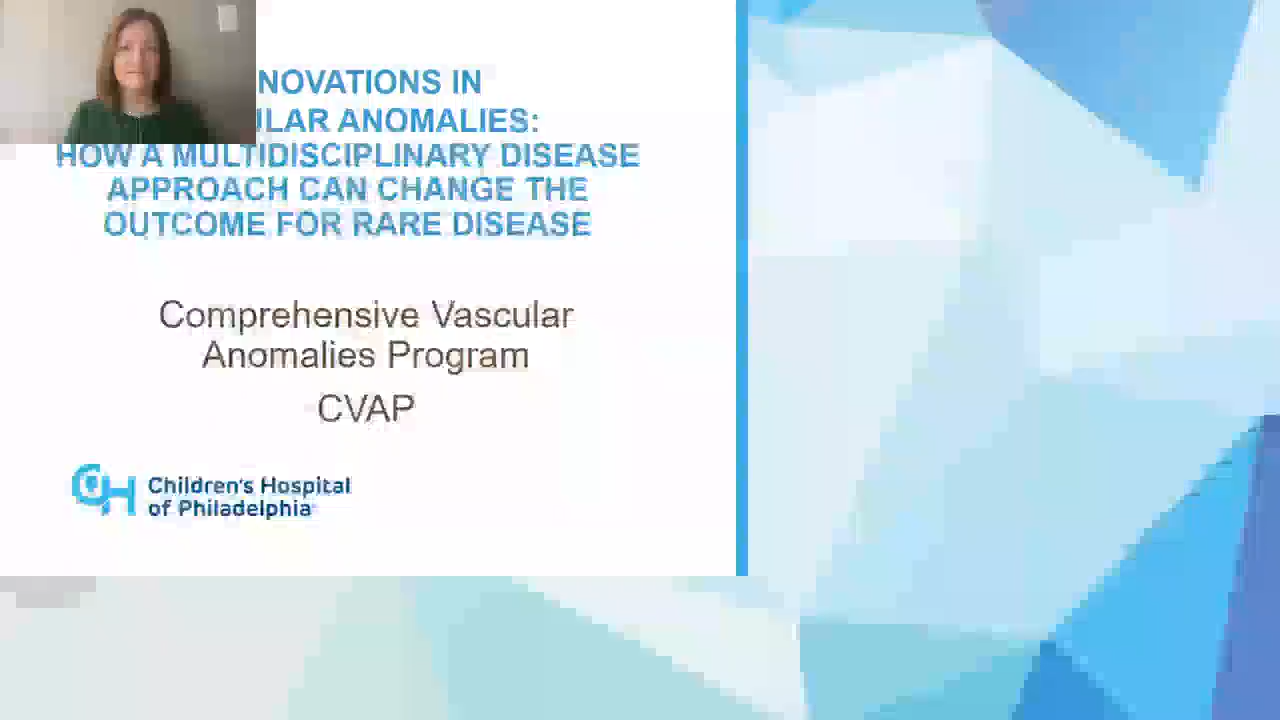 NOVATIONS IN
ULAR ANOMALIES:
HOW A MULTIDISCIPLINARY DISEASE
APPROACH CAN CHANGE THE
OUTCOME FOR RARE DISEASE
Comprehensive Vascular
Anomalies Program
CVAP
Children's Hospital
of Philadelphia